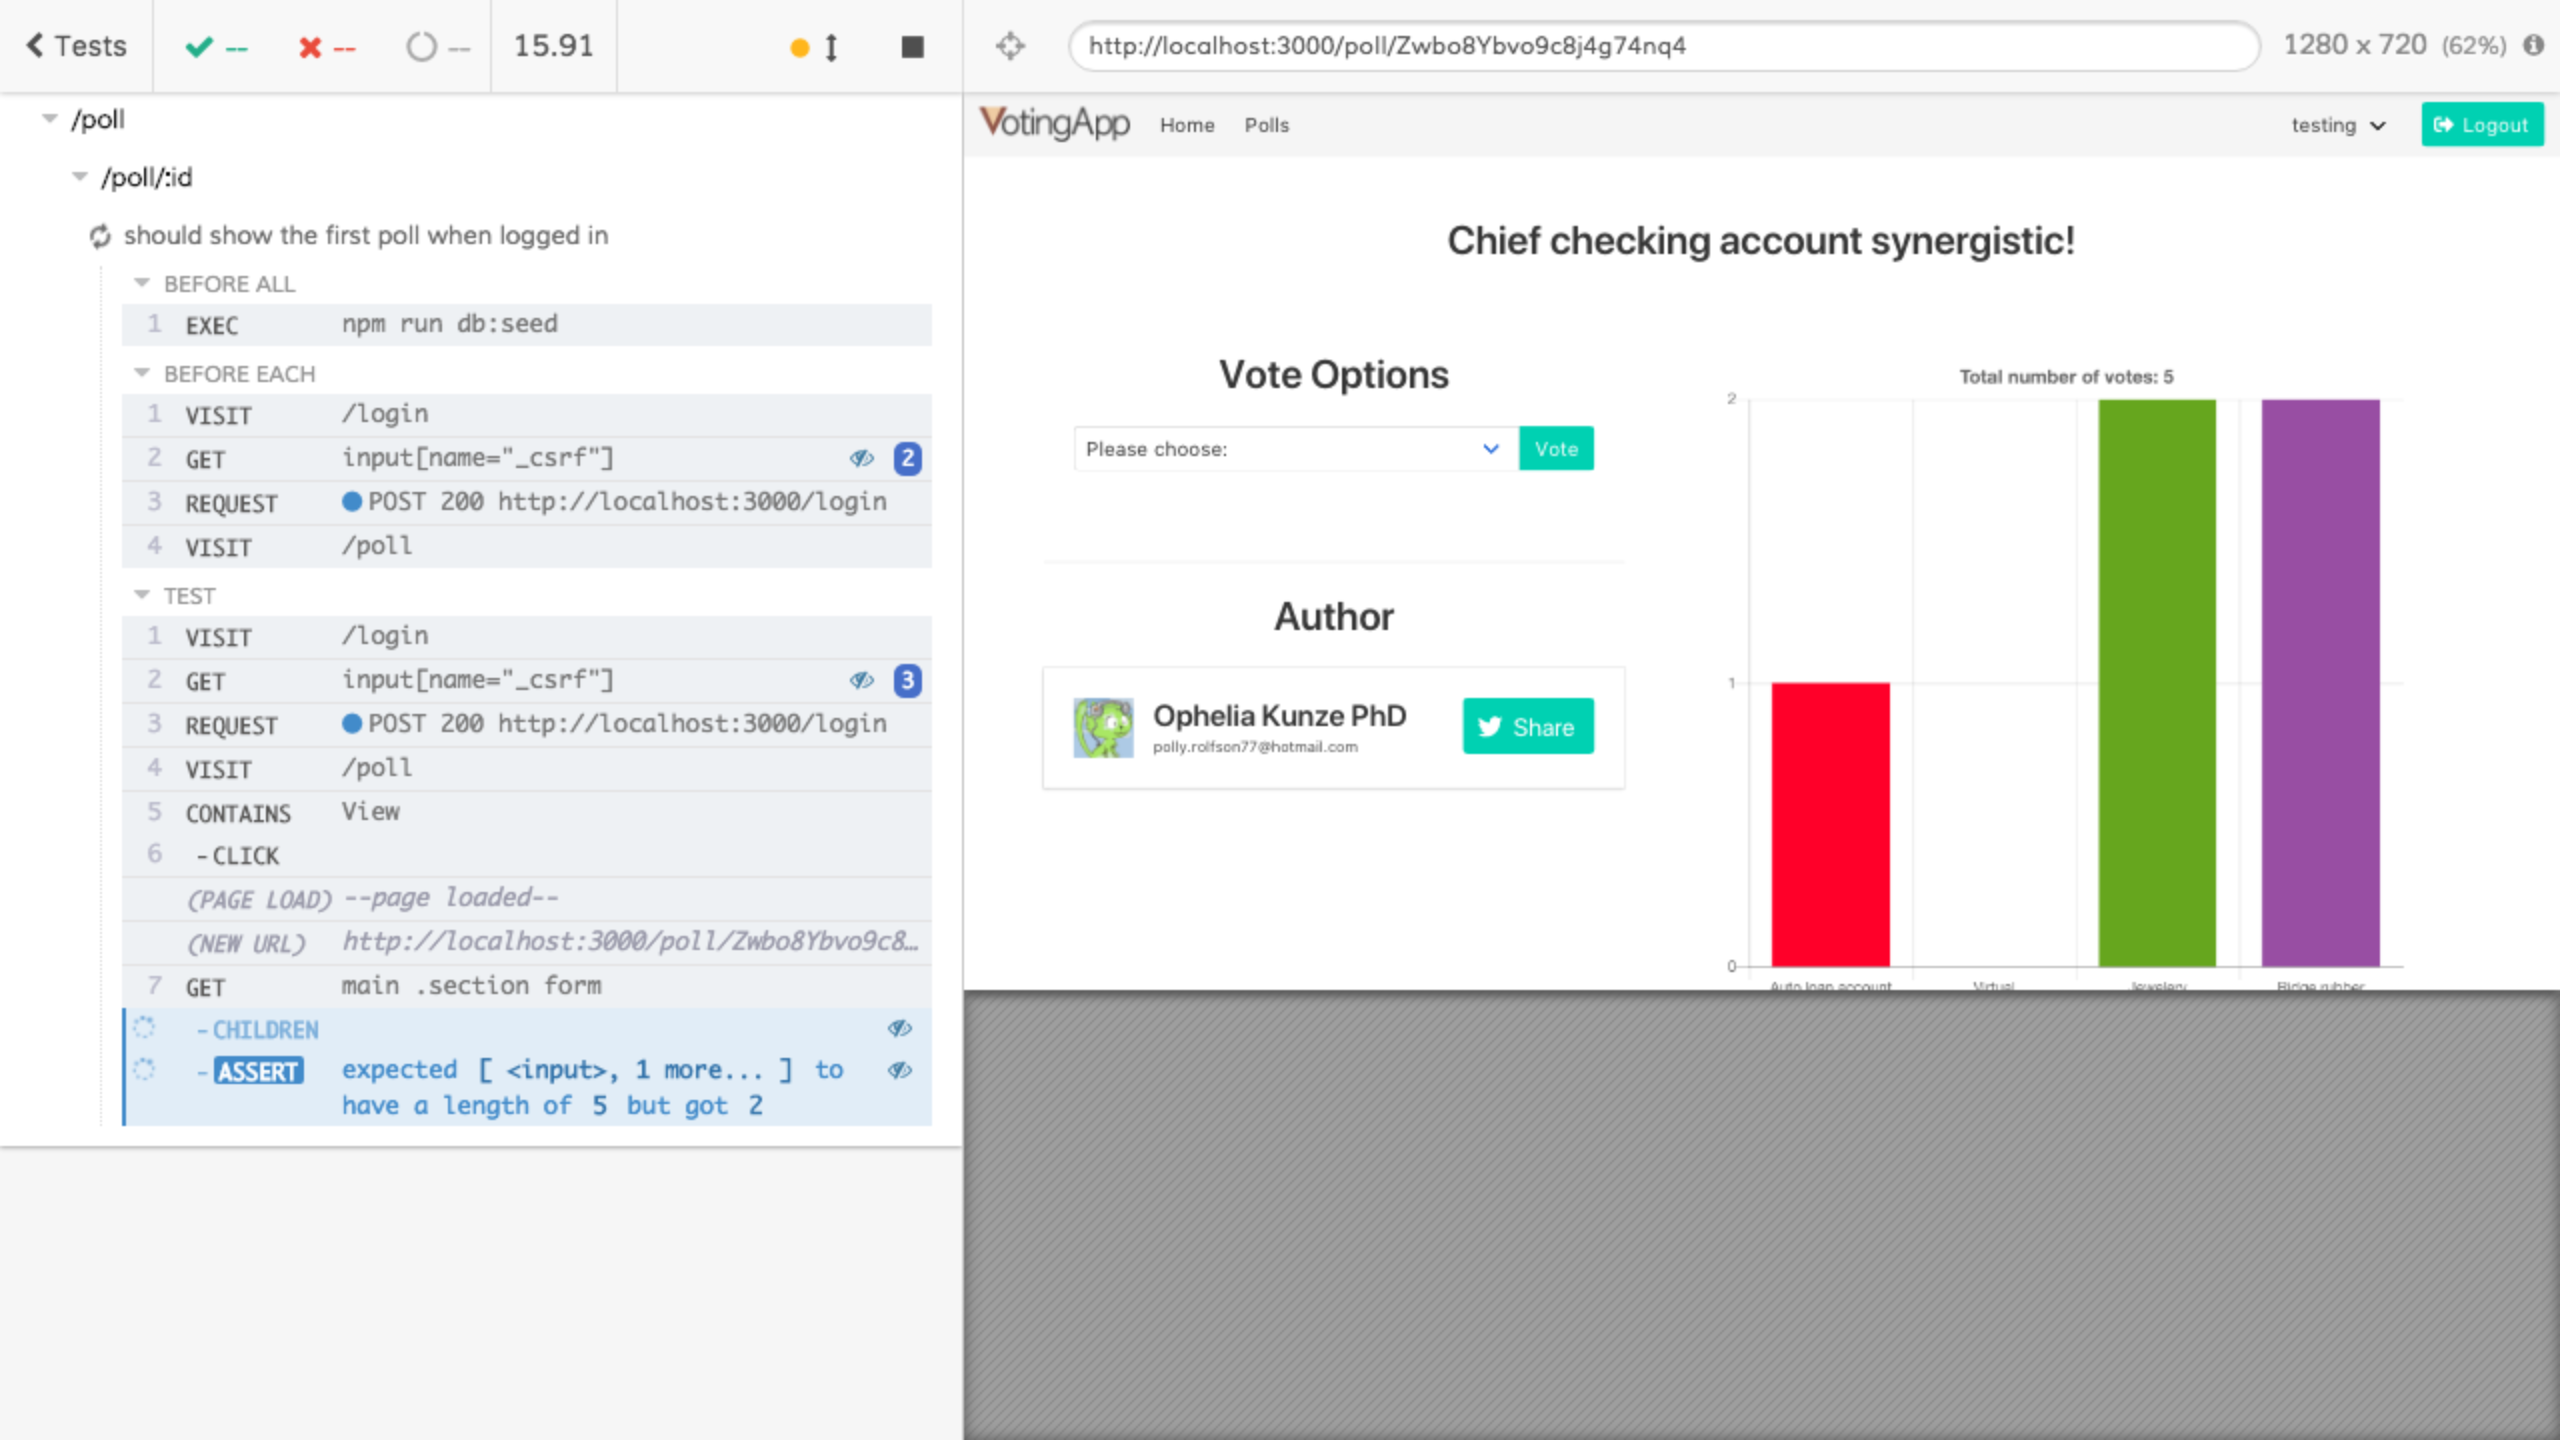 Tests
--
--
--
15.91
/poll
/poll/:id
should show the first poll when logged in
BEFORE ALL
1 EXEC npm run db:seed
BEFORE EACH
1 VISIT /login
2 GET input[name="_csrf"] 2
3 REQUEST POST 200 http://localhost:3000/login
4 VISIT /poll
TEST
1 VISIT /login
2 GET input[name="_csrf"] 3
3 REQUEST POST 200 http://localhost:3000/login
4 VISIT /poll
5 CONTAINS View
6 -CLICK
(PAGE LOAD) --page loaded--
(NEW URL) http://localhost:3000/poll/Zwbo8Ybvo9c8…
7 GET main .section form
-CHILDREN
-ASSERT expected [ <input>, 1 more... ] to
have a length of 5 but got 2
http://localhost:3000/poll/Zwbo8Ybvo9c8j4g74nq4
1280 x 720 (62%)
VotingApp Home Polls testing Logout
Chief checking account synergistic!
Vote Options
Please choose: Vote
Author
Ophelia Kunze PhD
polly.rolfson77@hotmail.com
Share
Total number of votes: 5
2
1
0
Auto loan account Virtual Jewelery Ridge rubber